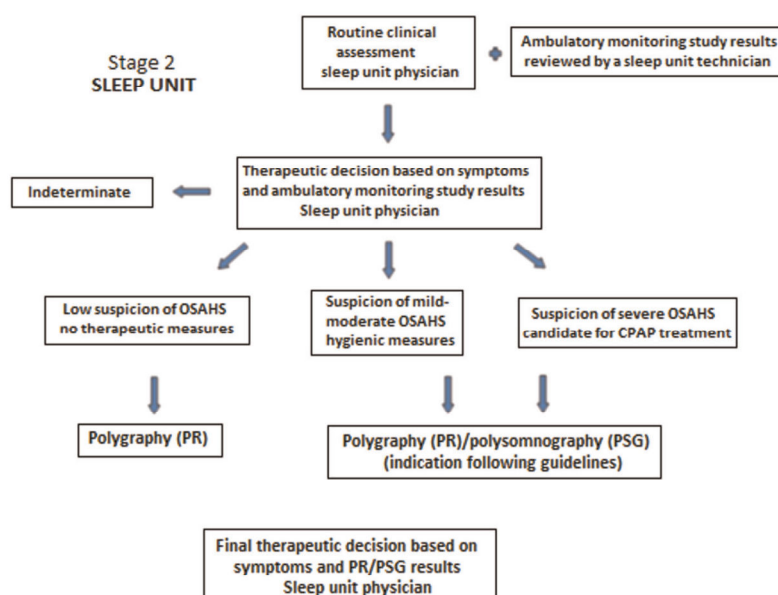 Stage 2
SLEEP UNIT
Routine clinical
assessment
sleep unit physician
Ambulatory monitoring study results
reviewed by a sleep unit technician
Therapeutic decision based on symptoms
and ambulatory monitoring study results
Sleep unit physician
Indeterminate
Low suspicion of OSAHS
no therapeutic measures
Suspicion of mild-
moderate OSAHS
hygienic measures
Suspicion of severe OSAHS
candidate for CPAP treatment
Polygraphy (PR)
Polygraphy (PR)/polysomnography (PSG)
(indication following guidelines)
Final therapeutic decision based on
symptoms and PR/PSG results
Sleep unit physician